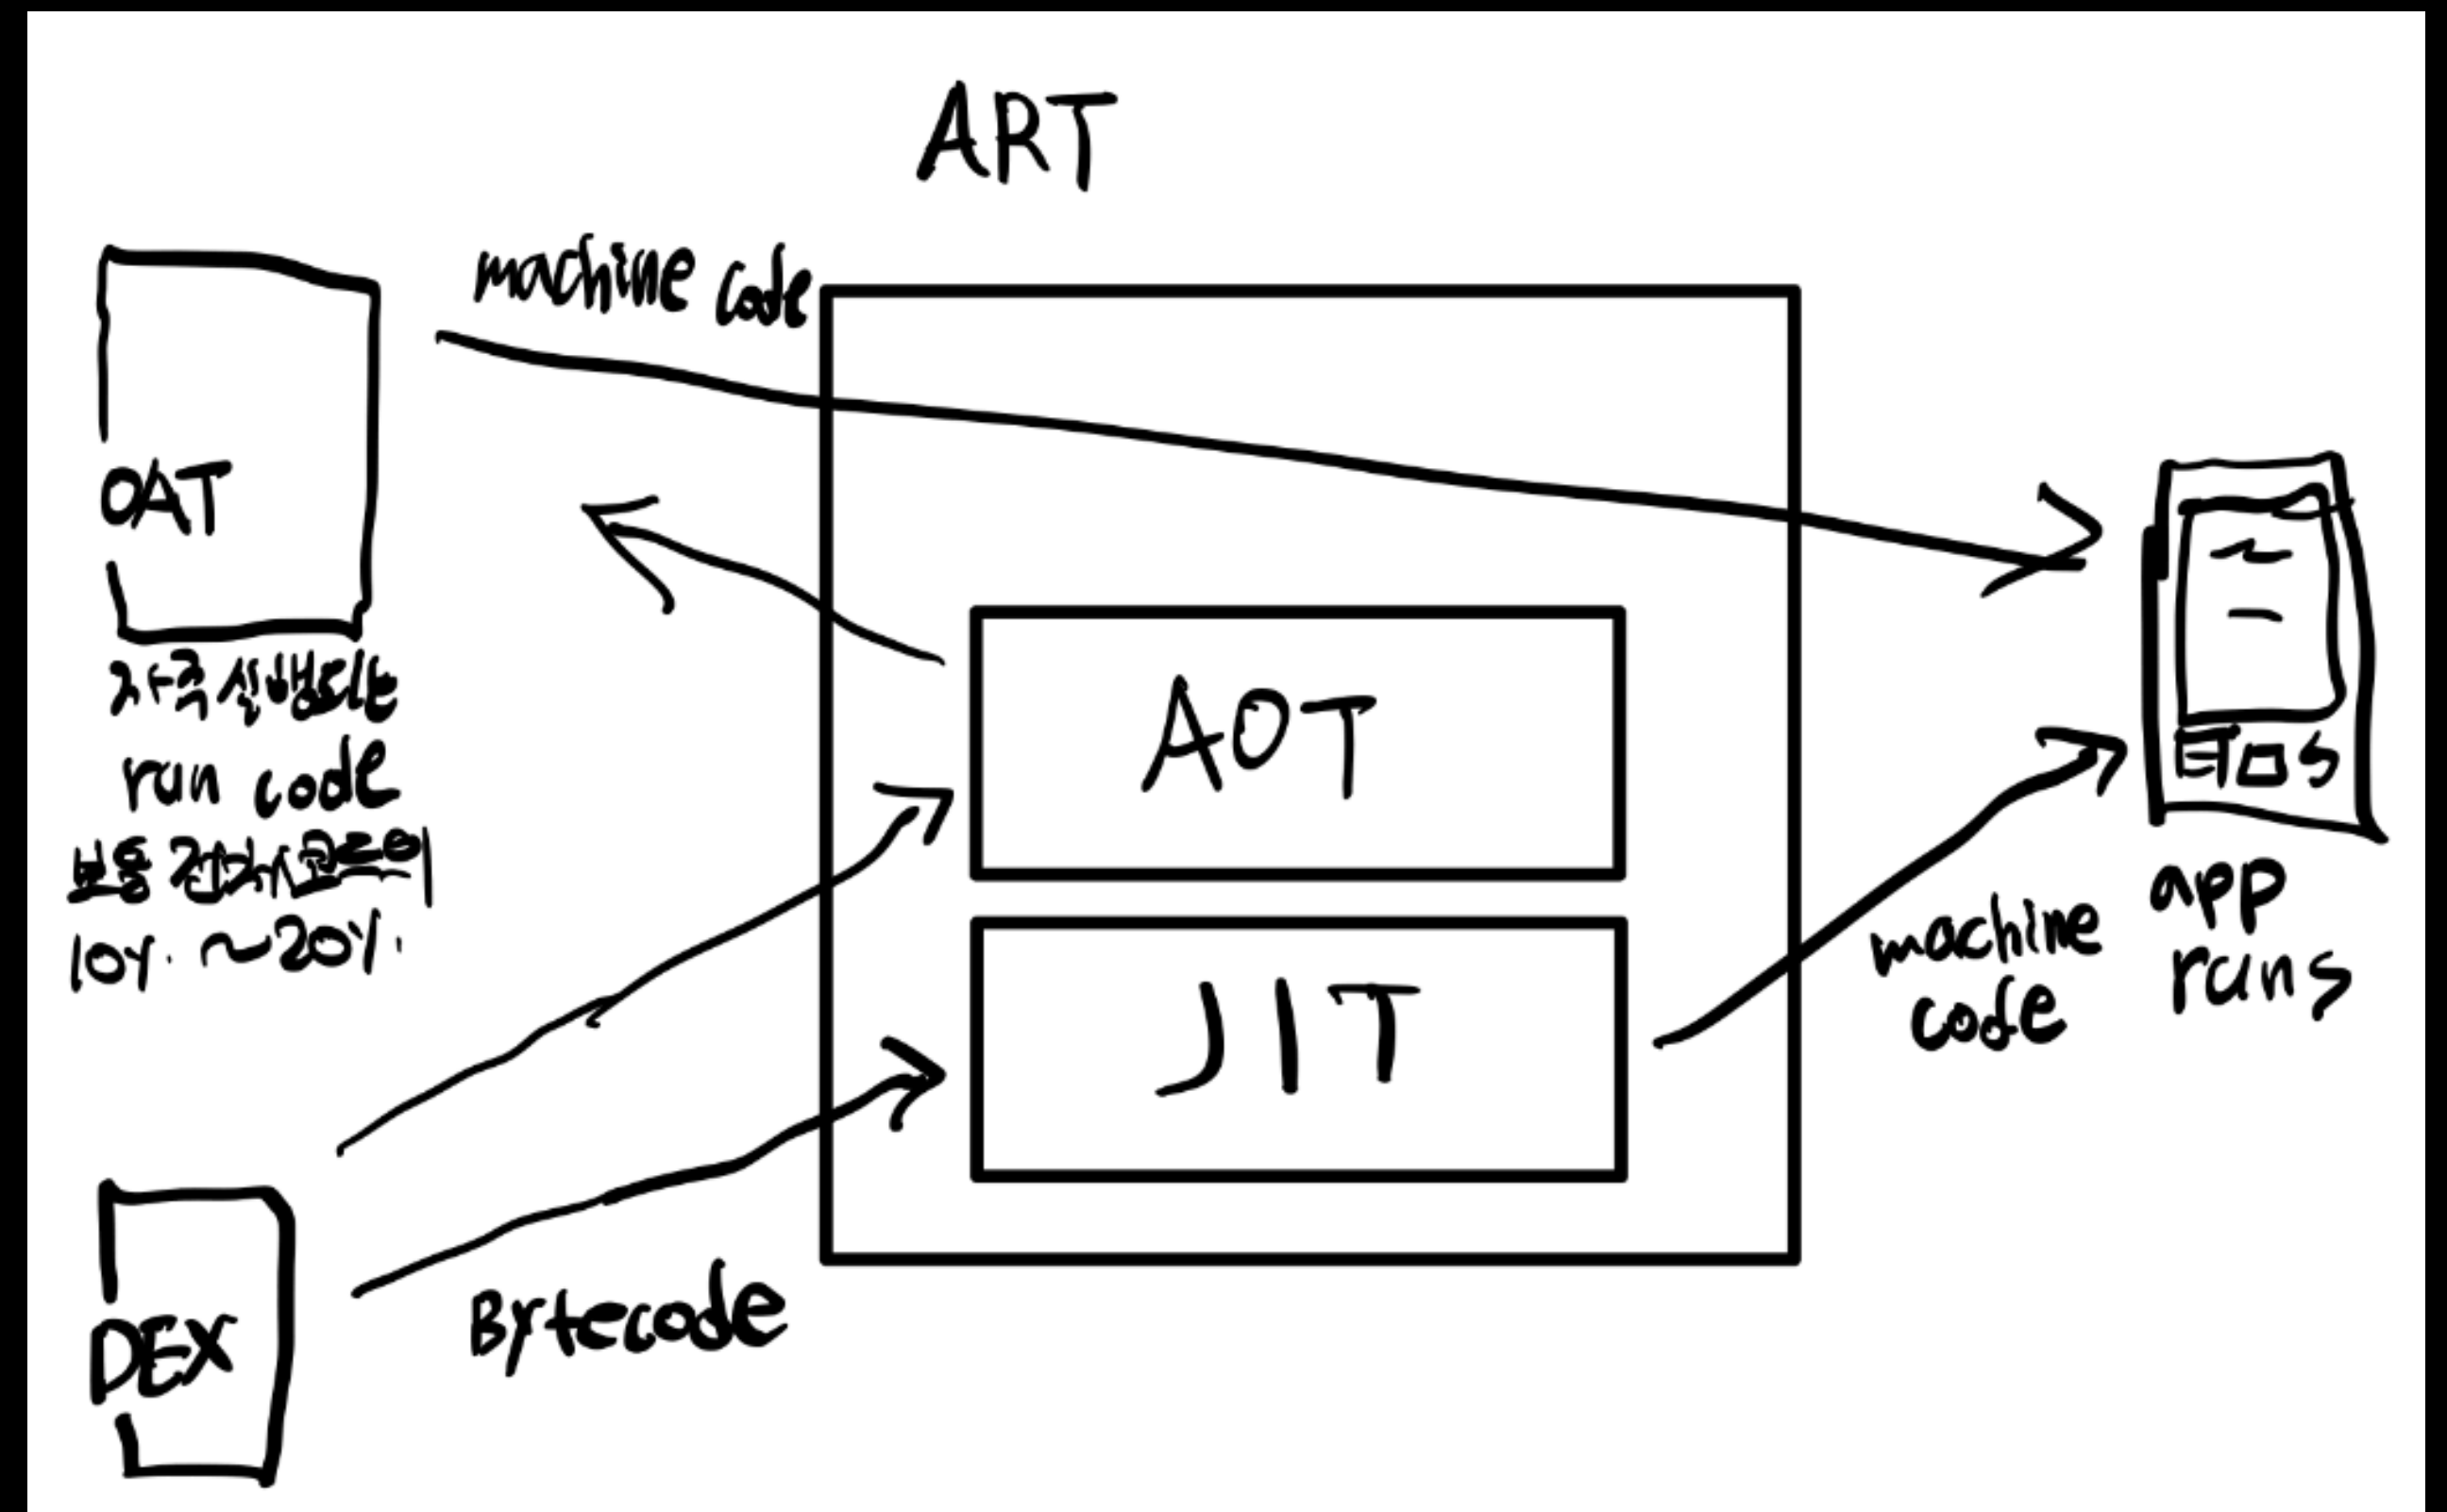 ART
machine code
OAT
자주 실행되는
run code
보통 전체 코드의
10% ~20%
AOT
JIT
machine
code
app
runs
Bytecode
DEX